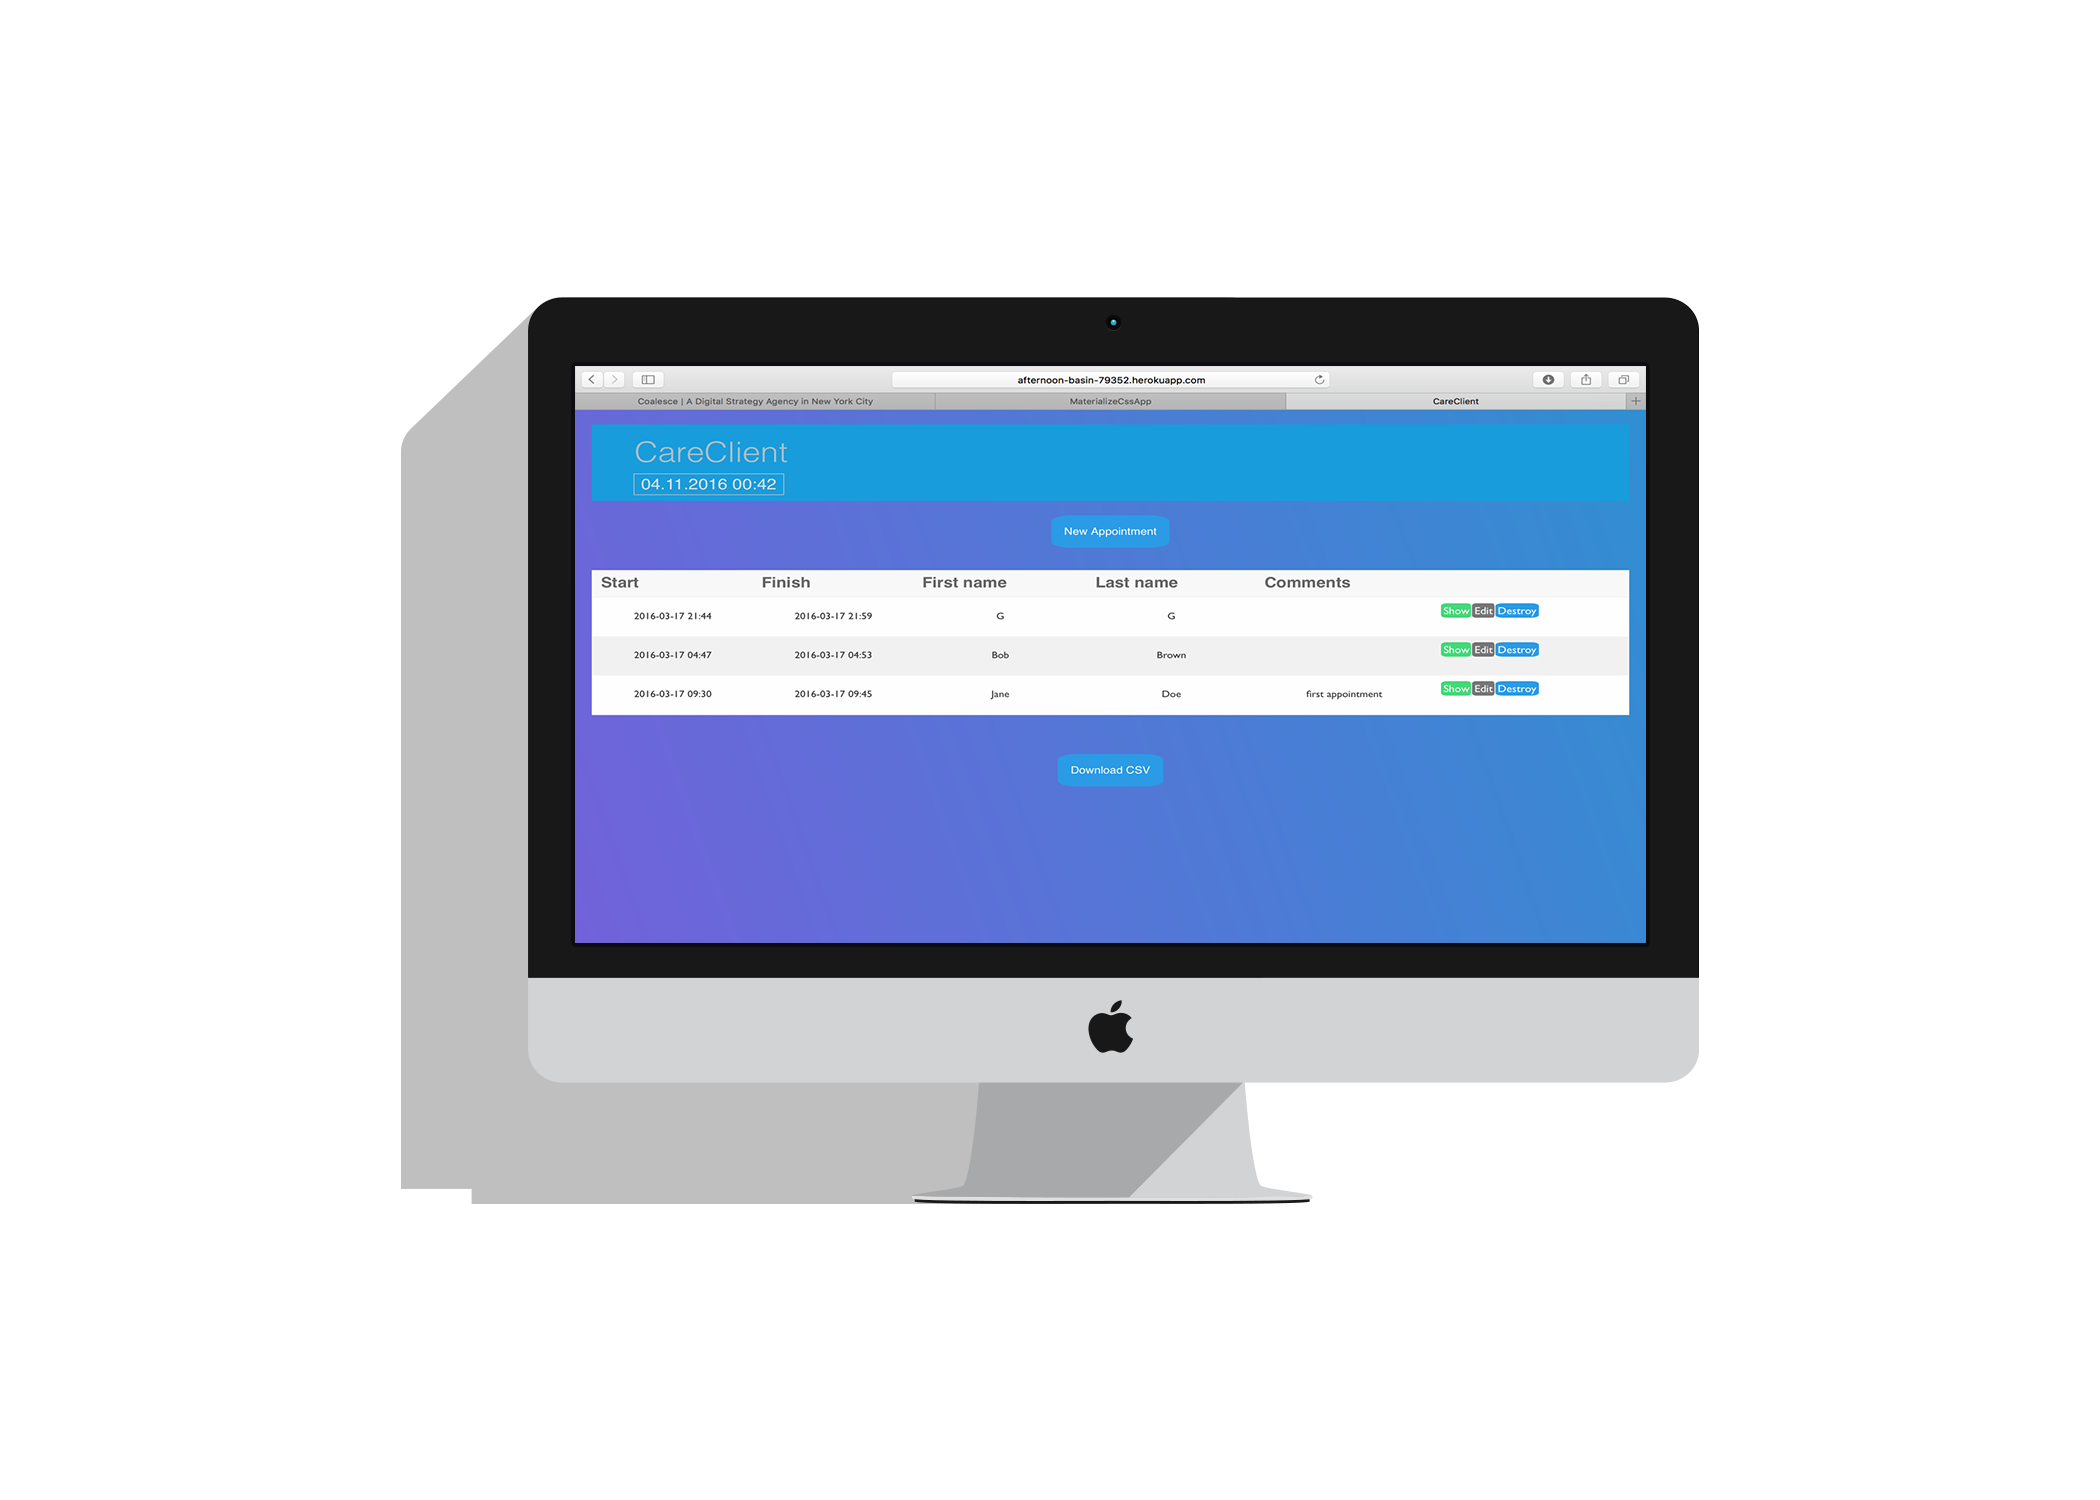 afternoon-basin-79352.herokuapp.com
Coalesce | A Digital Strategy Agency in New York City MaterializeCssApp CareClient
CareClient
04.11.2016 00:42
New Appointment
Start Finish First name Last name Comments
2016-03-17 21:44 2016-03-17 21:59 G G Show Edit Destroy
2016-03-17 04:47 2016-03-17 04:53 Bob Brown Show Edit Destroy
2016-03-17 09:30 2016-03-17 09:45 Jane Doe first appointment Show Edit Destroy
Download CSV